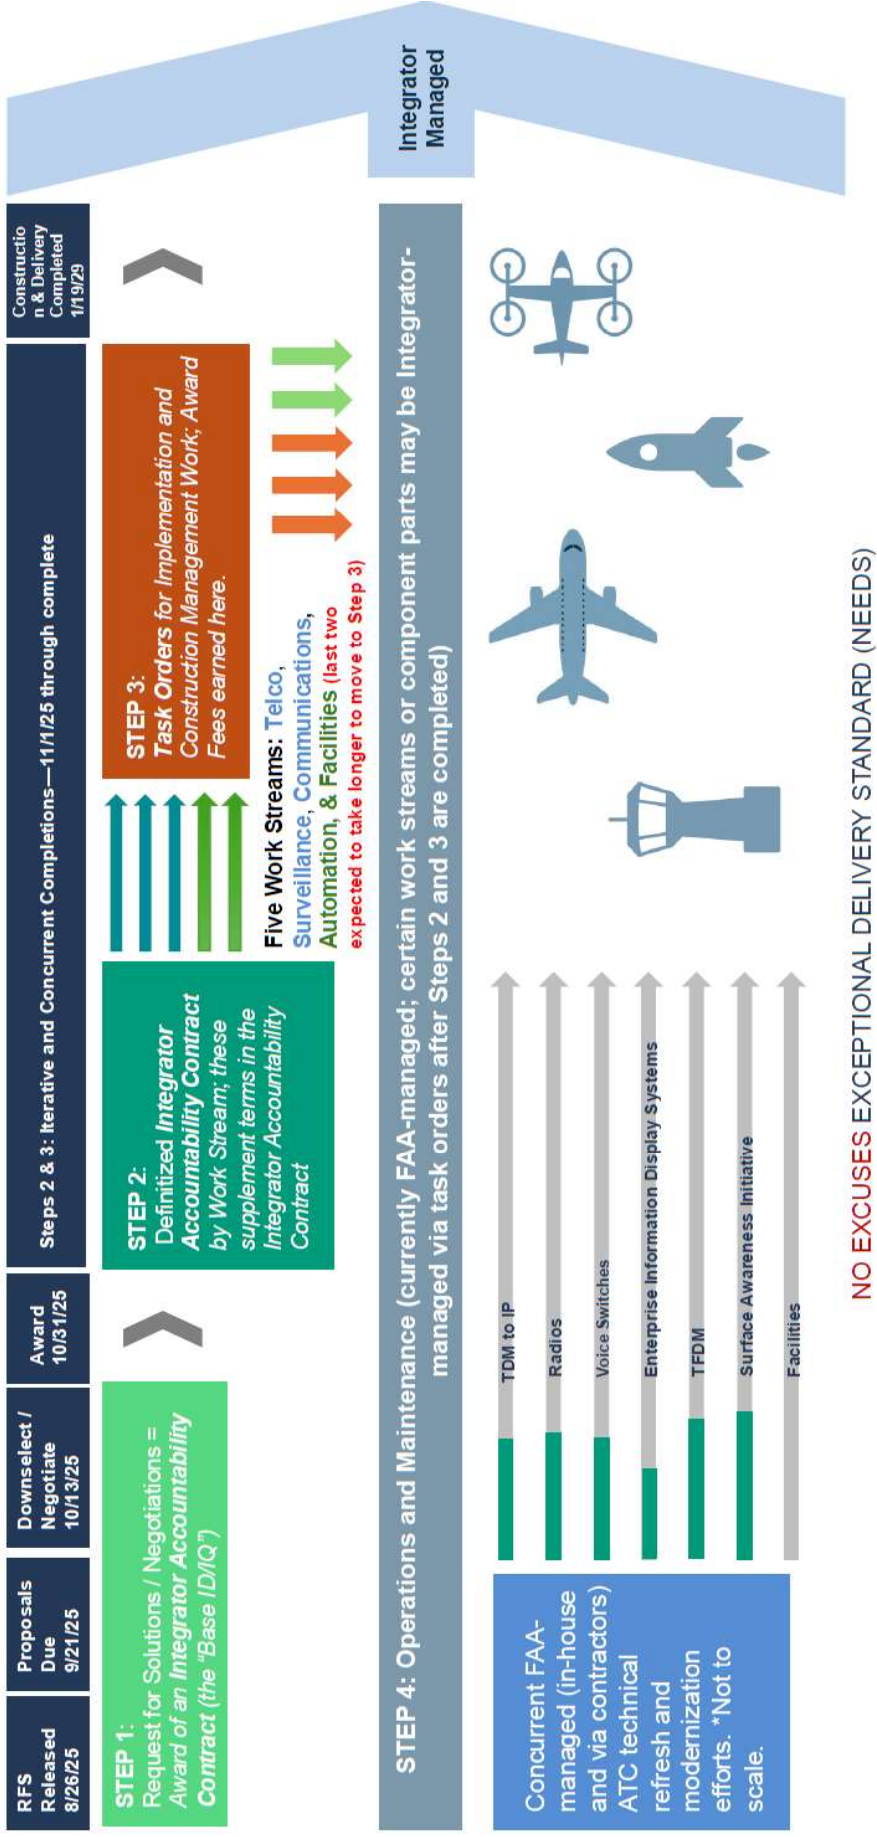 RFS
Released
8/26/25
Proposals
Due
9/21/25
Downselect /
Negotiate
10/13/25
Award
10/31/25
Steps 2 & 3: Iterative and Concurrent Completions—11/1/25 through complete
Constructio
n & Delivery
Completed
1/19/29
STEP 1:
Request for Solutions / Negotiations =
Award of an Integrator Accountability
Contract (the “Base ID/IQ”)
STEP 2:
Definitized Integrator
Accountability Contract
by Work Stream; these
supplement terms in the
Integrator Accountability
Contract
STEP 3:
Task Orders for Implementation and
Construction Management Work; Award
Fees earned here.
Five Work Streams: Telco,
Surveillance, Communications,
Automation, & Facilities (last two
expected to take longer to move to Step 3)
STEP 4: Operations and Maintenance (currently FAA-managed; certain work streams or component parts may be Integrator-
managed via task orders after Steps 2 and 3 are completed)
Integrator
Managed
Concurrent FAA-
managed (in-house
and via contractors)
ATC technical
refresh and
modernization
efforts. *Not to
scale.
TDM to IP
Radios
Voice Switches
Enterprise Information Display Systems
TFDM
Surface Awareness Initiative
Facilities
NO EXCUSES EXCEPTIONAL DELIVERY STANDARD (NEEDS)